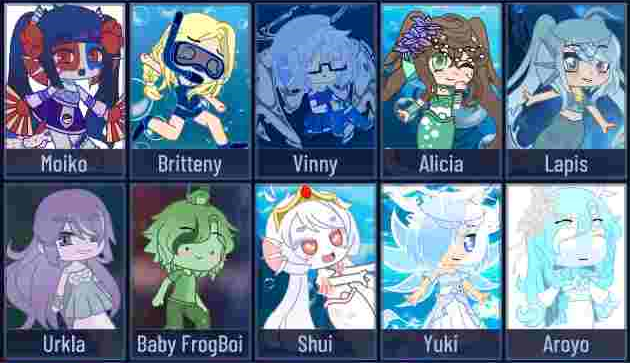 Moiko
Britteny
Vinny
Alicia
Lapis
Urkla
Baby FrogBoi
Shui
Yuki
Aroyo